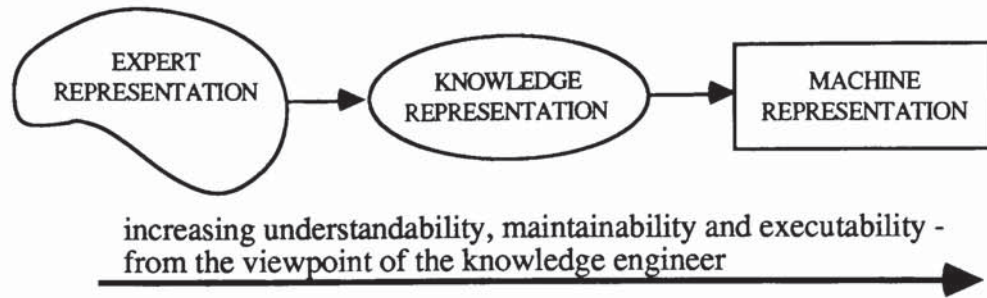 EXPERT
REPRESENTATION
KNOWLEDGE
REPRESENTATION
MACHINE
REPRESENTATION
increasing understandability, maintainability and executability -
from the viewpoint of the knowledge engineer